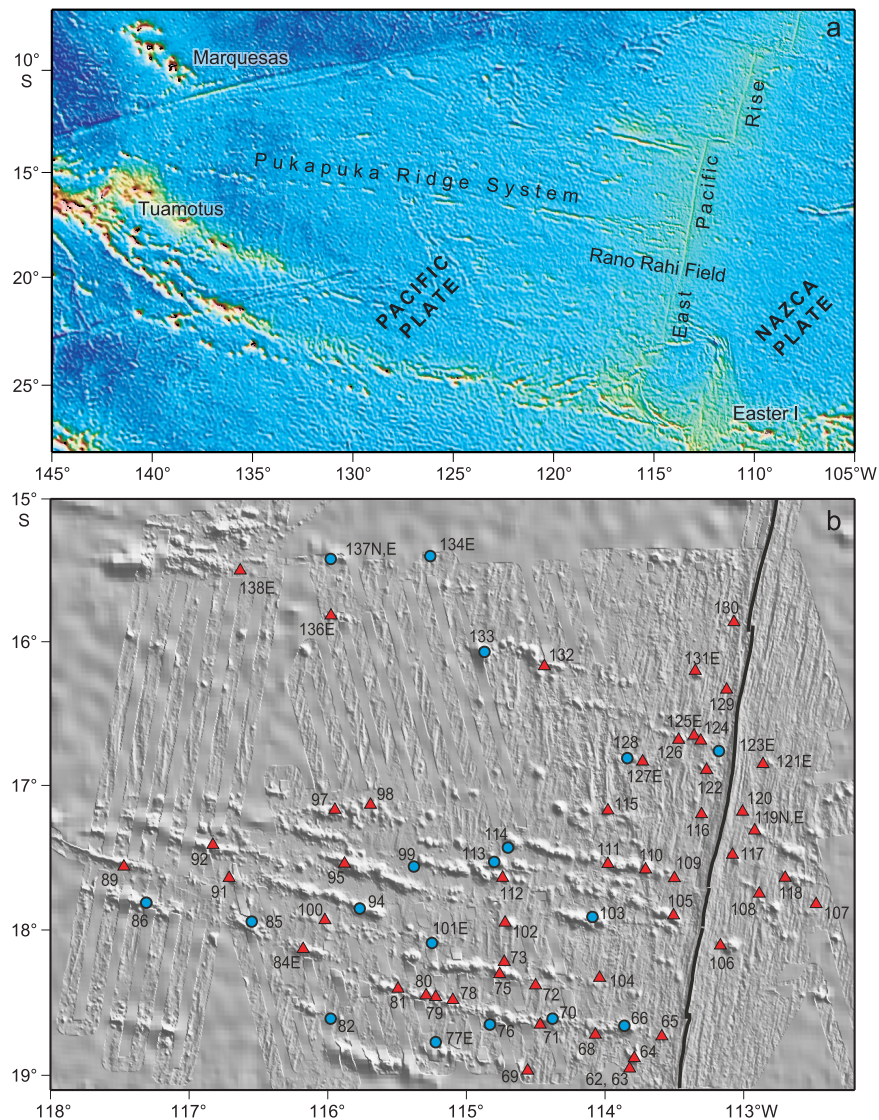 a
10°
S
Marquesas
Rise
15°
Pukapuka Ridge System
Pacific
Tuamotus
Rano Rahi Field
20°
PACIFIC
PLATE
East
NAZCA
PLATE
25°
Easter I
145° 140° 130° 125° 120° 115° 110° 105°W
135°
15°
S
b
137N,E 134E
138E
136E
130
16°
133
132
131E
129
125E 124
126
128
127E
123E
121E
122
17°
97 98
115
116
120
119N,E
92
114
113
99
111
110
109
117
89
91
95
112
118
86
85
94
100
103
105
108
107
18°
101E
102
106
84E
73
75
104
81
80
79
78
72
82
76
70
71
66
65
77E
68
64
19°
69
62, 63
118° 117° 116° 115° 114° 113°W